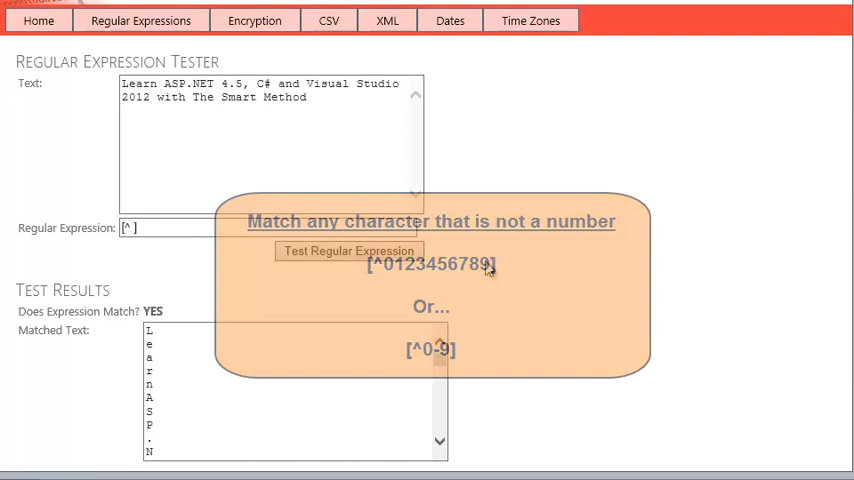 Home Regular Expressions Encryption CSV XML Dates Time Zones
REGULAR EXPRESSION TESTER
Text:
Learn ASP.NET 4.5, C# and Visual Studio
2012 with The Smart Method
Match any character that is not a number
Regular Expression: [^ ]
Test Regular Expression
[^0123456789]
TEST RESULTS
Or...
Does Expression Match? YES
Matched Text:
L
e
a
r
n
A
S
P
.
N
[^0-9]